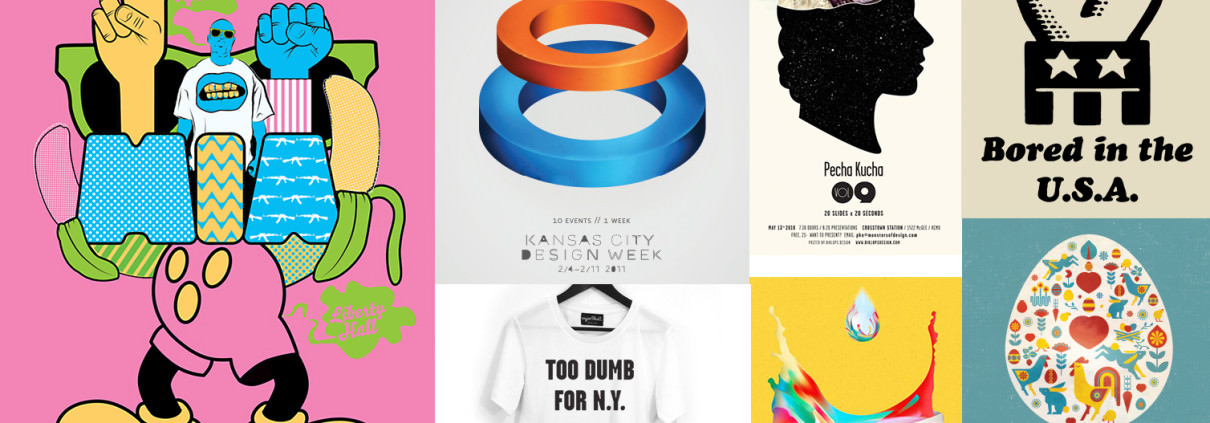 Liberty
Hall
10 EVENTS // 1 WEEK
KANSAS CITY
DESIGN WEEK
2/4–2/11 2011
TOO DUMB
FOR N.Y.
Pecha Kucha
VOL 9
20 SLIDES x 20 SECONDS
MAY 13TH 2010 7:30 DOORS / 8:20 PRESENTATIONS CROSSTOWN STATION / 1522 McGEE / KCMO
Bored in the
U.S.A.